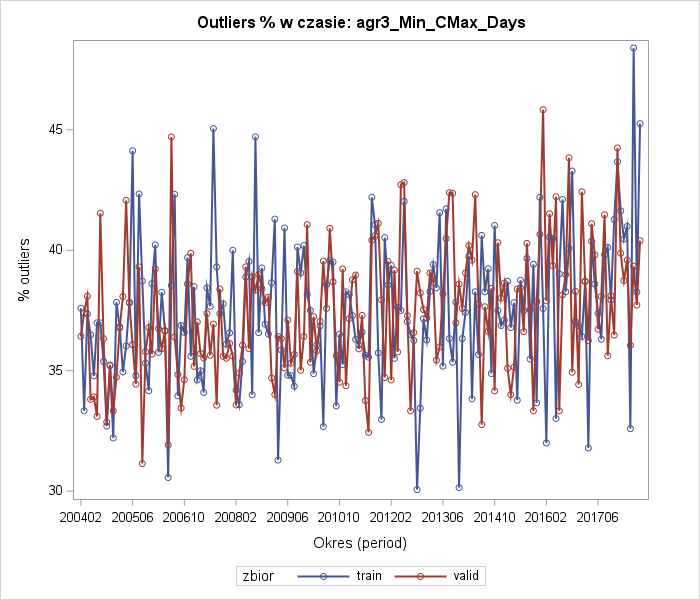 Outliers % w czasie: agr3_Min_CMax_Days
% outliers
45
40
35
30
200402 200506 200610 200802 200906 201010 201202 201306 201410 201602 201706
Okres (period)
zbior train valid